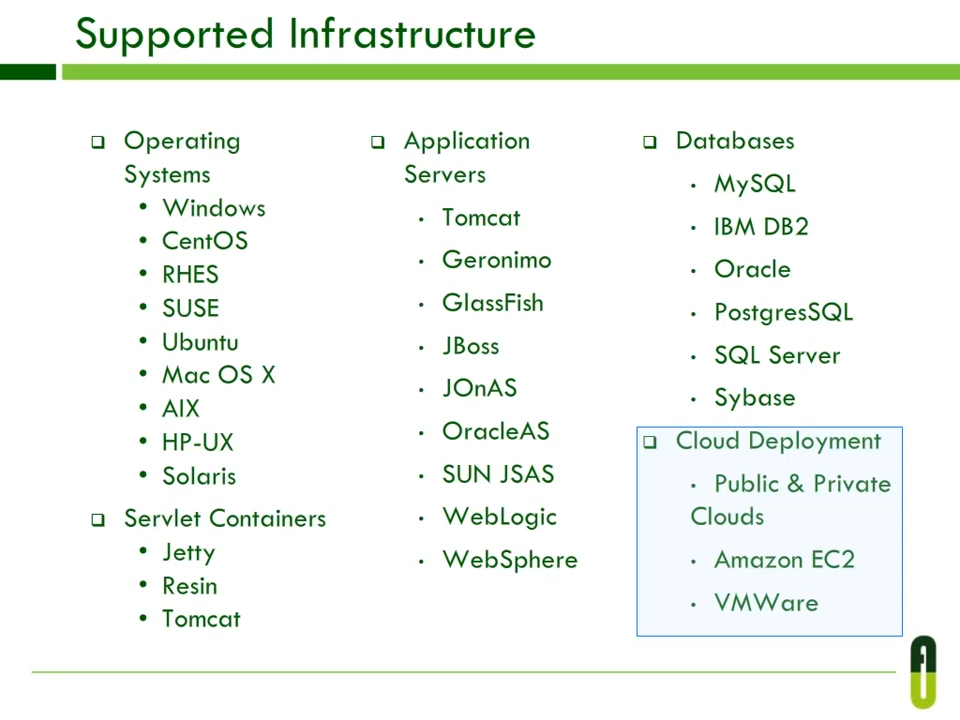 Supported Infrastructure
Operating
Systems
Windows
CentOS
RHES
SUSE
Ubuntu
Mac OS X
AIX
HP-UX
Solaris
Servlet Containers
Jetty
Resin
Tomcat
Application
Servers
Tomcat
Geronimo
GlassFish
JBoss
JOnAS
OracleAS
SUN JSAS
WebLogic
WebSphere
Databases
MySQL
IBM DB2
Oracle
PostgresSQL
SQL Server
Sybase
Cloud Deployment
Public & Private
Clouds
Amazon EC2
VMWare